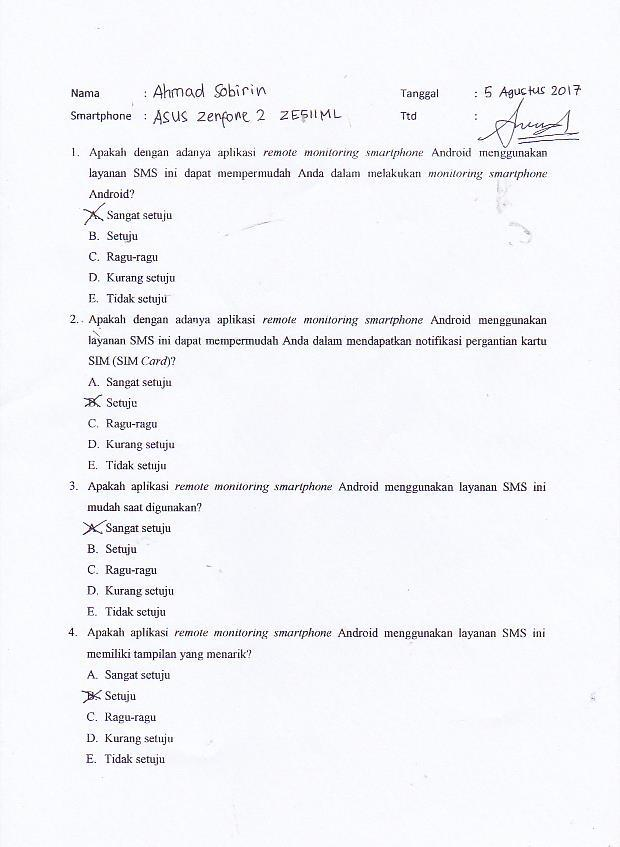 Nama : Ahmad Sobirin Tanggal : 5 Agustus 2017
Smartphone : Asus Zenfone 2 ZE511ML Ttd :
1. Apakah dengan adanya aplikasi remote monitoring smartphone Android menggunakan
layanan SMS ini dapat mempermudah Anda dalam melakukan monitoring smartphone
Android?
A. Sangat setuju
B. Setuju
C. Ragu-ragu
D. Kurang setuju
E. Tidak setuju
2. Apakah dengan adanya aplikasi remote monitoring smartphone Android menggunakan
layanan SMS ini dapat mempermudah Anda dalam mendapatkan notifikasi pergantian kartu
SIM (SIM Card)?
A. Sangat setuju
B. Setuju
C. Ragu-ragu
D. Kurang setuju
E. Tidak setuju
3. Apakah aplikasi remote monitoring smartphone Android menggunakan layanan SMS ini
mudah saat digunakan?
A. Sangat setuju
B. Setuju
C. Ragu-ragu
D. Kurang setuju
E. Tidak setuju
4. Apakah aplikasi remote monitoring smartphone Android menggunakan layanan SMS ini
memiliki tampilan yang menarik?
A. Sangat setuju
B. Setuju
C. Ragu-ragu
D. Kurang setuju
E. Tidak setuju